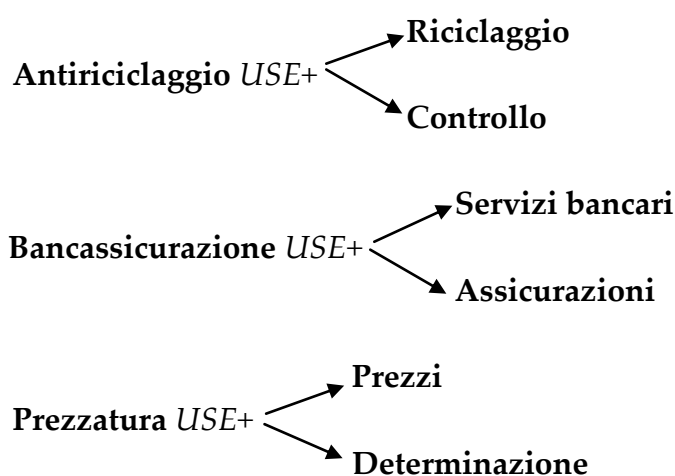 Riciclaggio
Antiriciclaggio USE+
Controllo
Servizi bancari
Bancassicurazione USE+
Assicurazioni
Prezzi
Prezzatura USE+
Determinazione